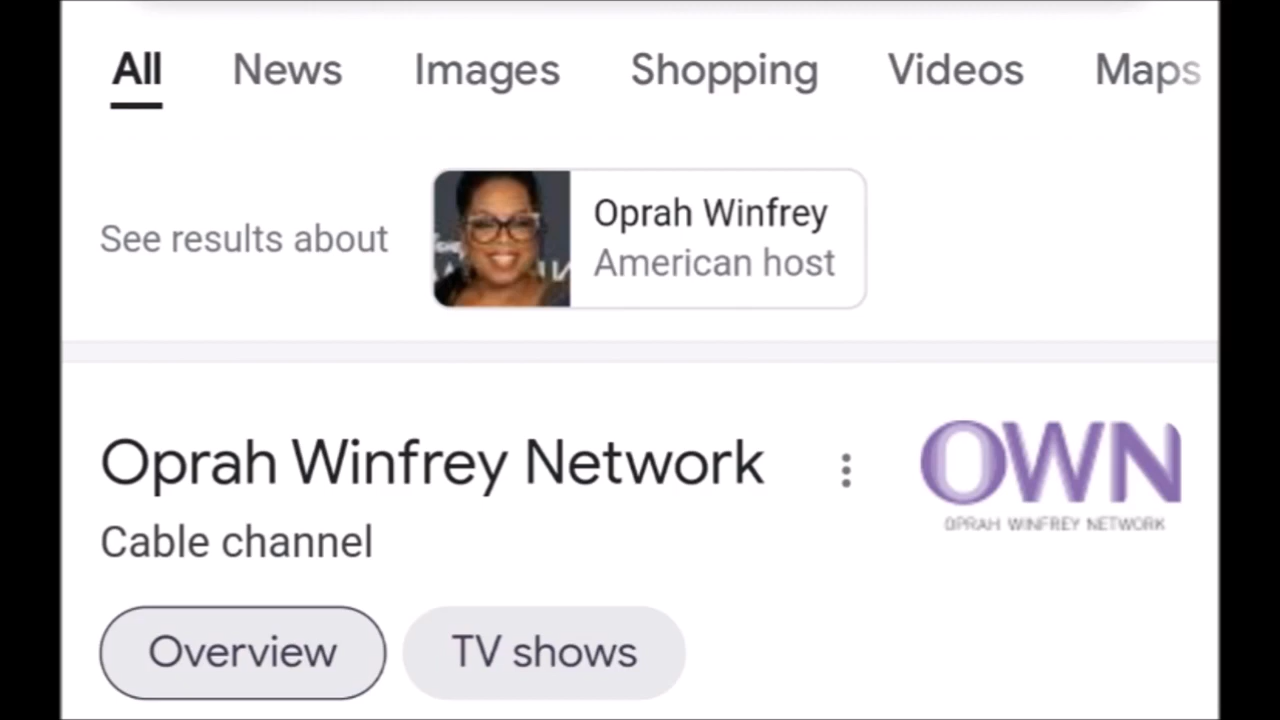 All News Images Shopping Videos Maps
See results about
Oprah Winfrey
American host
Oprah Winfrey Network
OWN
OPRAH WINFREY NETWORK
Cable channel
Overview TV shows